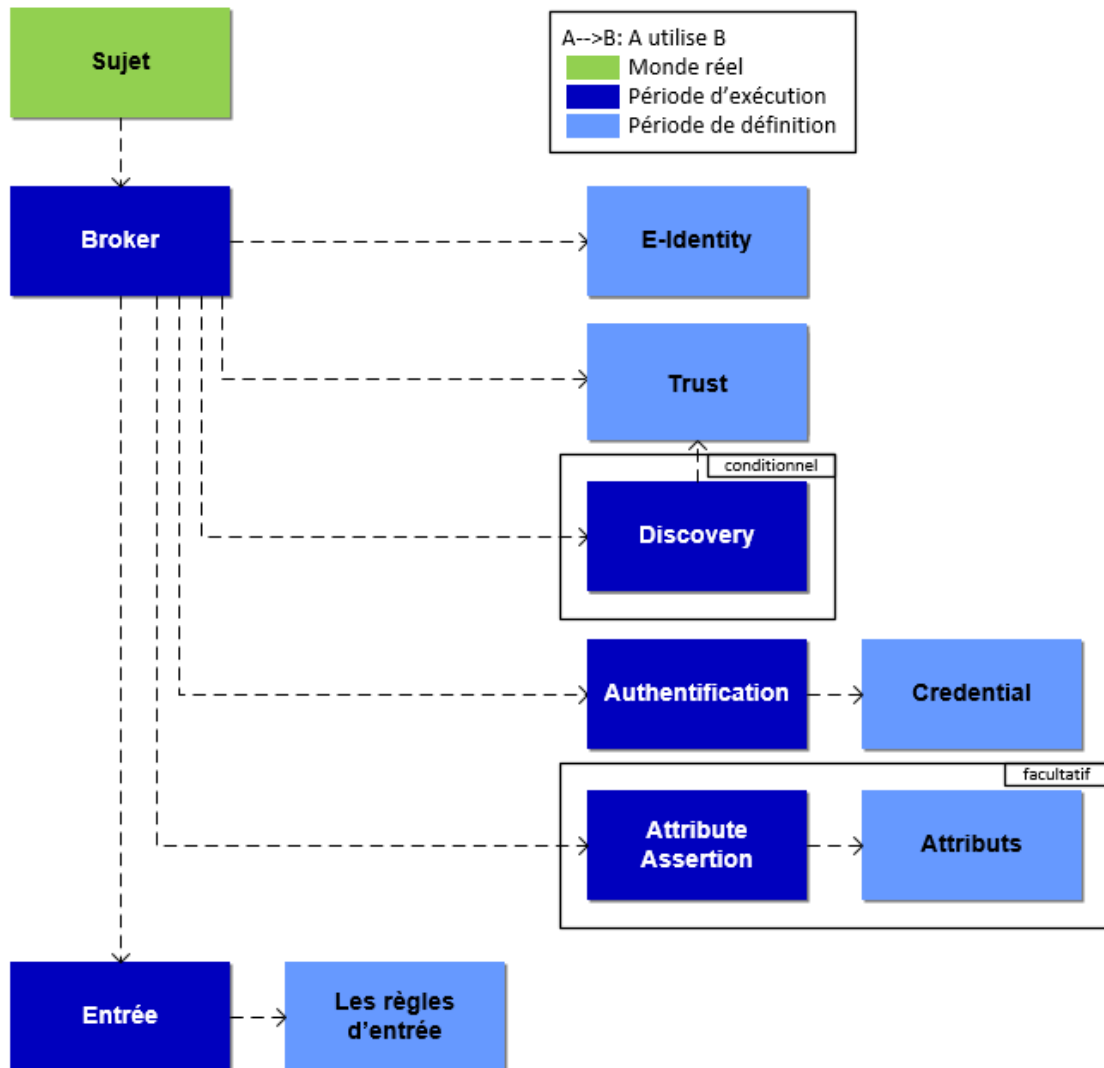 Sujet
A-->B: A utilise B
Monde réel
Période d'exécution
Période de définition
Broker
E-Identity
Trust
conditionnel
Discovery
Authentification
Credential
facultatif
Attribute
Assertion
Attributs
Entrée
Les règles
d'entrée